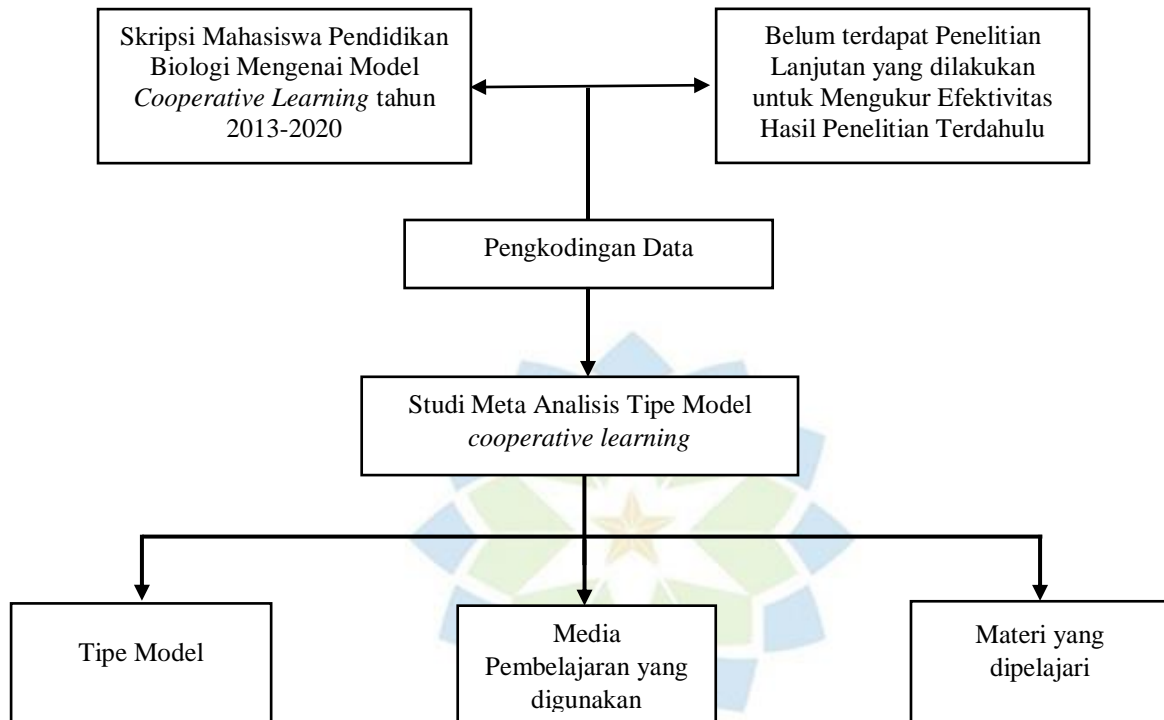 Skripsi Mahasiswa Pendidikan
Biologi Mengenai Model
Cooperative Learning tahun
2013-2020
Belum terdapat Penelitian
Lanjutan yang dilakukan
untuk Mengukur Efektivitas
Hasil Penelitian Terdahulu
Pengkodingan Data
Studi Meta Analisis Tipe Model
cooperative learning
Tipe Model
Media
Pembelajaran yang
digunakan
Materi yang
dipelajari